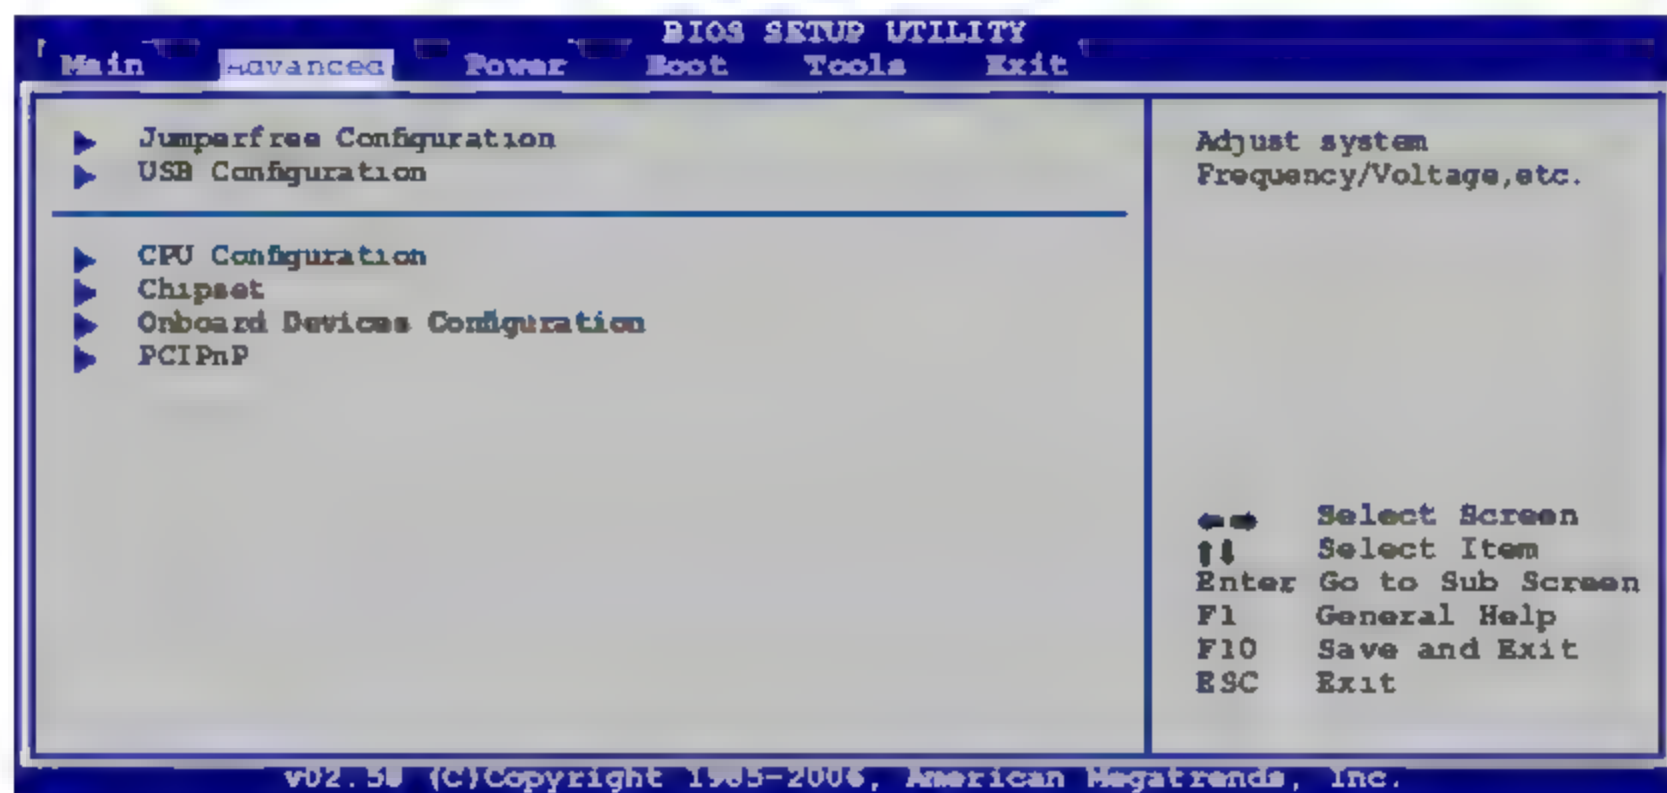 BIOS SETUP UTILITY
Main Advanced Power Boot Tools Exit
Jumperfree Configuration
USB Configuration
CPU Configuration
Chipset
Onboard Devices Configuration
PCIPnP
Adjust system
Frequency/Voltage,etc.
Select Screen
Select Item
Enter Go to Sub Screen
F1 General Help
F10 Save and Exit
ESC Exit
(C)Copyright 1985-2006, American Megatrends, Inc.